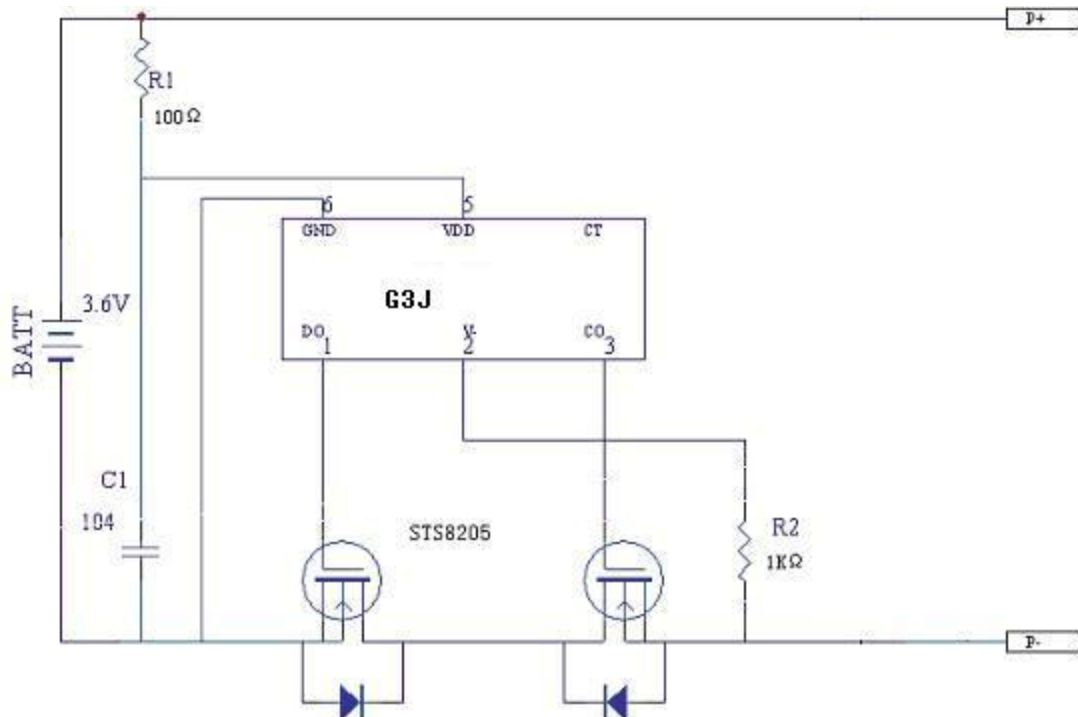 P+
R1
100Ω
6
5
GND
VDD
CT
G3J
3.6V
BATT
DO
V-
CO
1
2
3
C1
104
STS8205
R2
1KΩ
P-